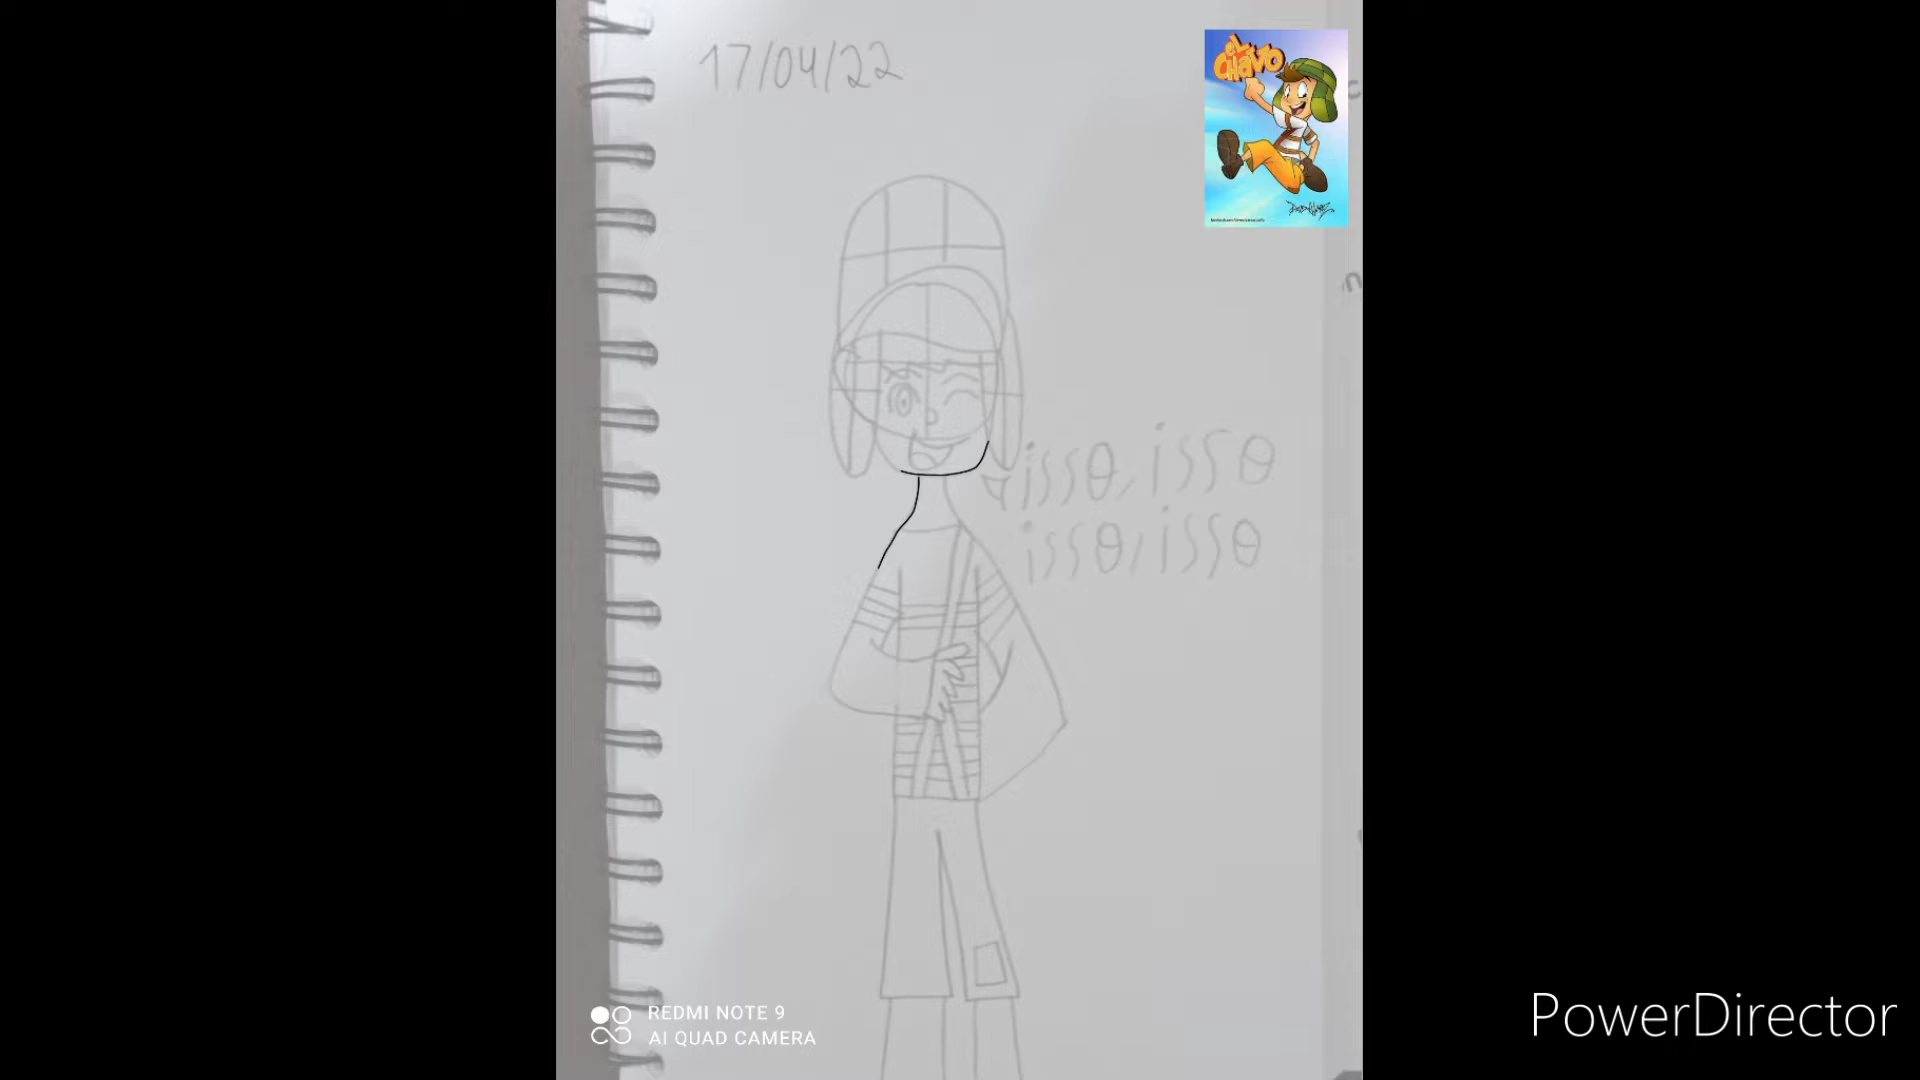 17/04/22
EL
CHAVO
isso, isso
isso, isso
REDMI NOTE 9
AI QUAD CAMERA
PowerDirector